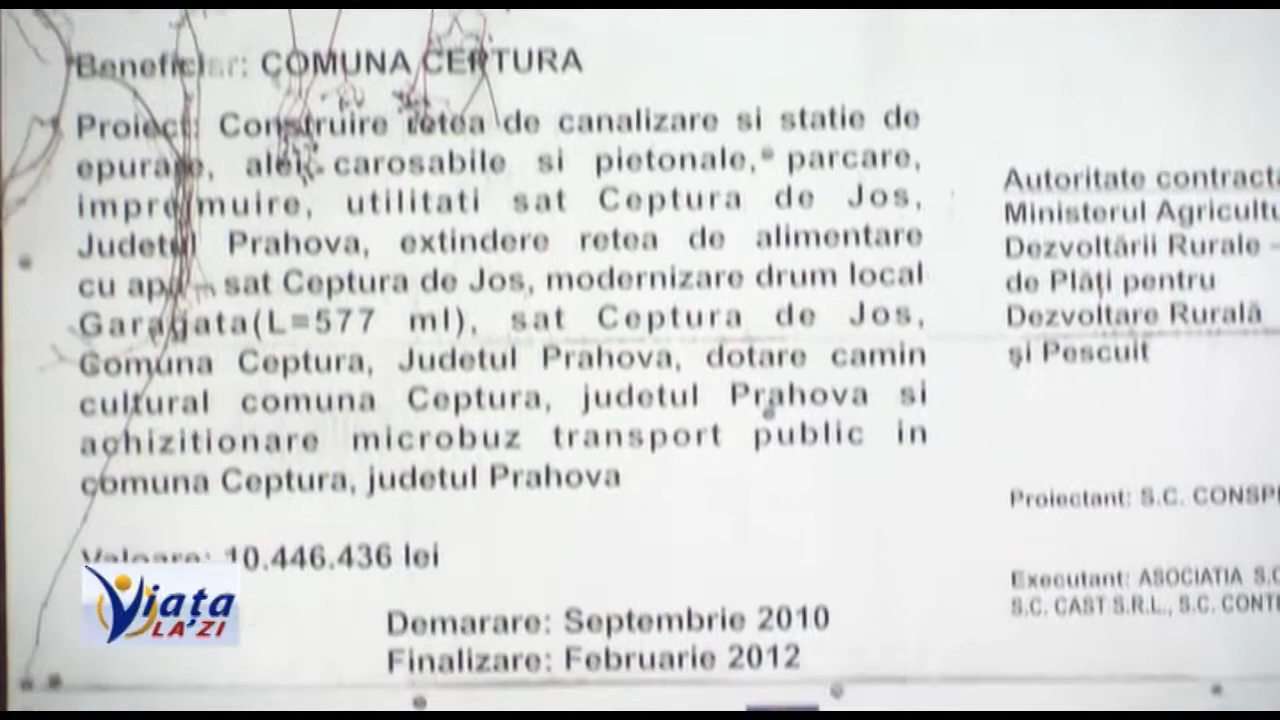 Beneficiar: COMUNA CEPTURA
Proiect: Construire retea de canalizare si statie de
epurare, alei carosabile si pietonale, parcare,
imprejmuire, utilitati sat Ceptura de Jos,
Judetul Prahova, extindere retea de alimentare
cu apa – sat Ceptura de Jos, modernizare drum local
Garagata(L=577 ml), sat Ceptura de Jos,
Comuna Ceptura, Judetul Prahova, dotare camin
cultural comuna Ceptura, judetul Prahova si
achizitionare microbuz transport public in
comuna Ceptura, judetul Prahova
Valoare: 10.446.436 lei
Demarare: Septembrie 2010
Finalizare: Februarie 2012
Autoritate contracta
Ministerul Agricultu
Dezvoltării Rurale –
de Plăți pentru
Dezvoltare Rurală
și Pescuit
Proiectant: S.C. CONSP
Executant: ASOCIATIA S.C
S.C. CAST S.R.L., S.C. CONT
Viața
LA ZI